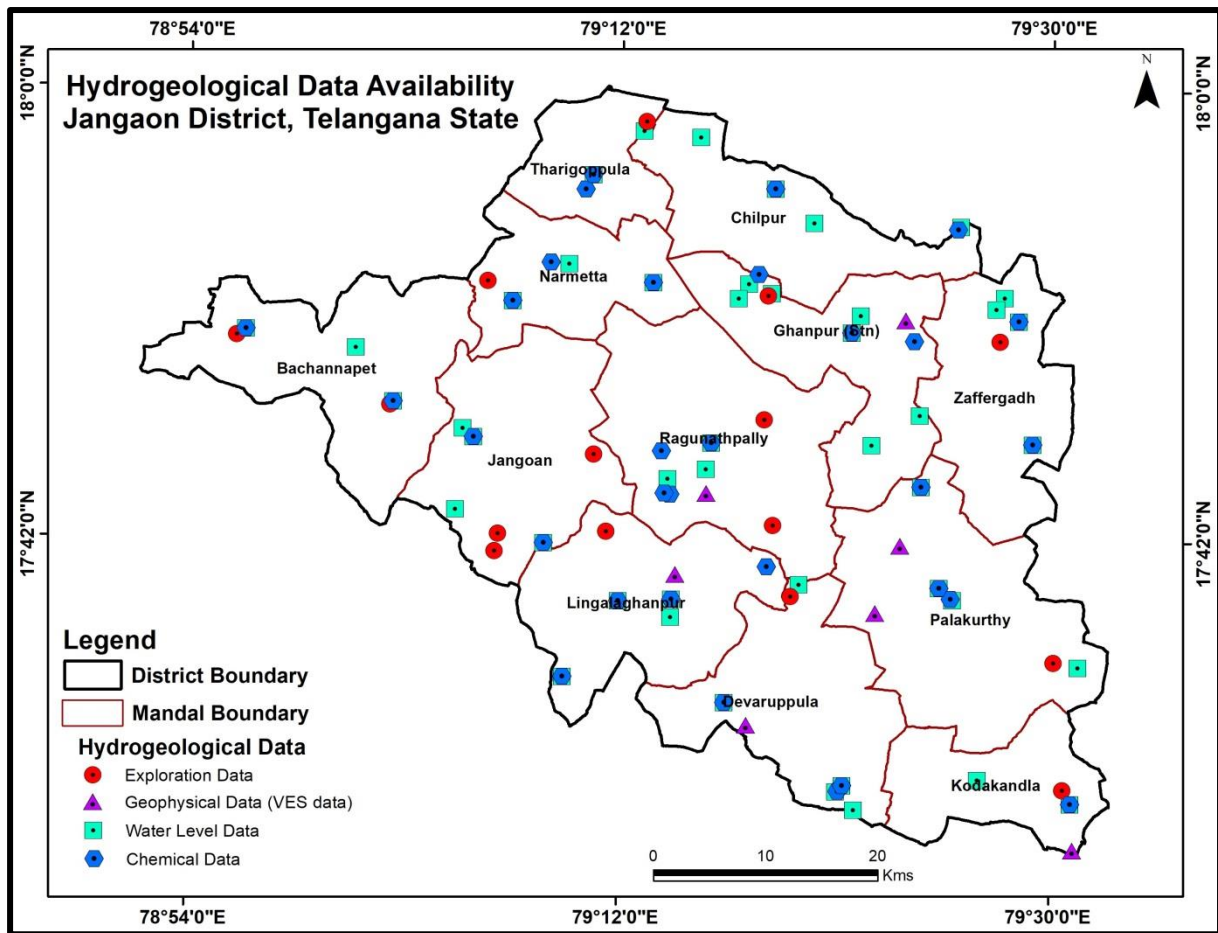 78°54'0"E
79°12'0"E
79°30'0"E
18°0'0"N
18°0'0"N
N
Hydrogeological Data Availability
Jangaon District, Telangana State
Tharigoppula
Chilpur
Narmetta
Ghanpur (Stn)
Bachannapet
Zaffergadh
Ragunathpally
Jangoan
17°42'0"N
17°42'0"N
Lingalaghanpur
Palakurthy
Devaruppula
Kodakandla
Legend
District Boundary
Mandal Boundary
Hydrogeological Data
Exploration Data
Geophysical Data (VES data)
Water Level Data
Chemical Data
0 10 20
Kms
78°54'0"E
79°12'0"E
79°30'0"E